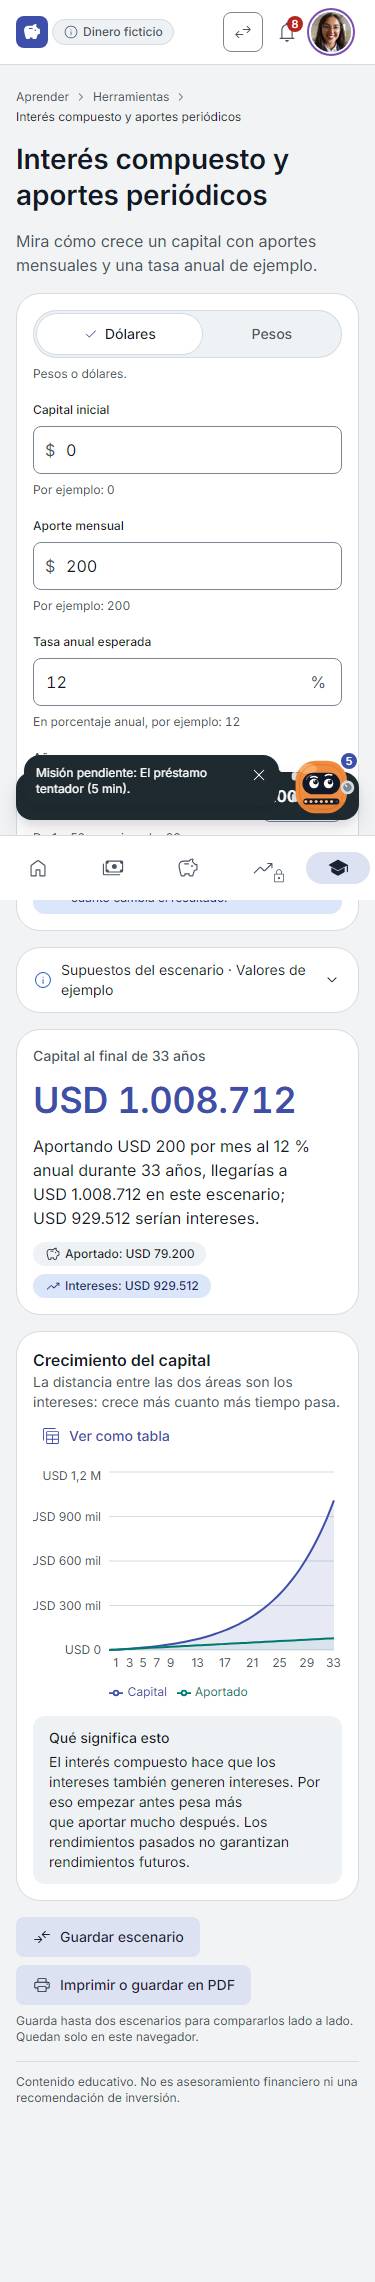 Dinero ficticio
8
Aprender
Herramientas
Interés compuesto y aportes periódicos
Interés compuesto y
aportes periódicos
Mira cómo crece un capital con aportes
mensuales y una tasa anual de ejemplo.
Dólares
Pesos
Pesos o dólares.
Capital inicial
$ 0
Por ejemplo: 0
Aporte mensual
$ 200
Por ejemplo: 200
Tasa anual esperada
12 %
En porcentaje anual, por ejemplo: 12
Misión pendiente: El préstamo
tentador (5 min).
5
Supuestos del escenario · Valores de
ejemplo
Capital al final de 33 años
USD 1.008.712
Aportando USD 200 por mes al 12 %
anual durante 33 años, llegarías a
USD 1.008.712 en este escenario;
USD 929.512 serían intereses.
Aportado: USD 79.200
Intereses: USD 929.512
Crecimiento del capital
La distancia entre las dos áreas son los
intereses: crece más cuanto más tiempo pasa.
Ver como tabla
USD 1,2 M
USD 900 mil
USD 600 mil
USD 300 mil
USD 0
1 3 5 7 9 13 17 21 25 29 33
Capital Aportado
Qué significa esto
El interés compuesto hace que los
intereses también generen intereses. Por
eso empezar antes pesa más
que aportar mucho después. Los
rendimientos pasados no garantizan
rendimientos futuros.
Guardar escenario
Imprimir o guardar en PDF
Guarda hasta dos escenarios para compararlos lado a lado.
Quedan solo en este navegador.
Contenido educativo. No es asesoramiento financiero ni una
recomendación de inversión.